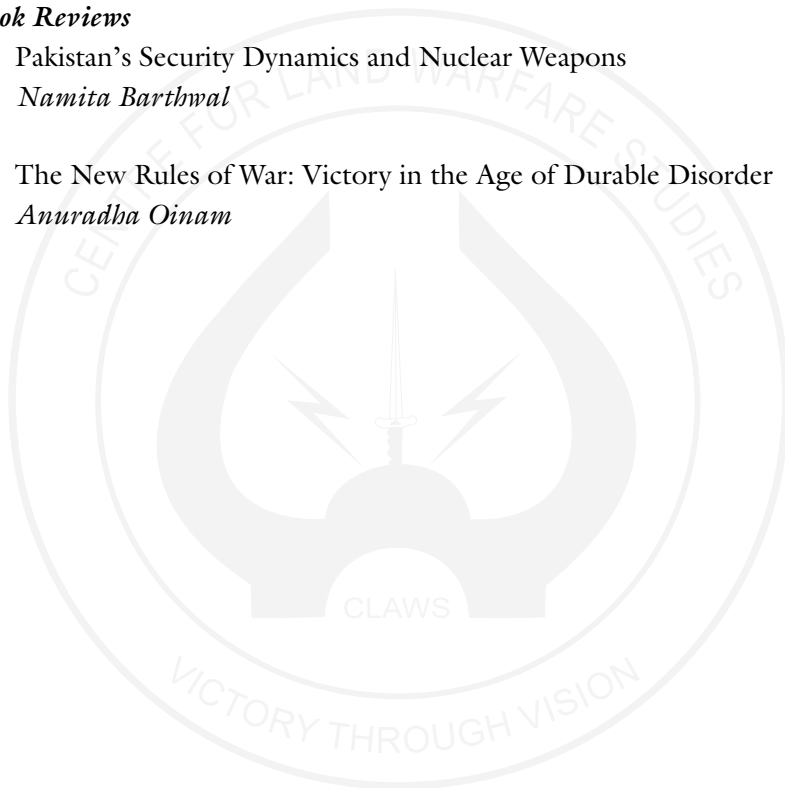 ok Reviews
Pakistan's Security Dynamics and Nuclear Weapons
Namita Barthwal
The New Rules of War: Victory in the Age of Durable Disorder
Anuradha Oinam
CENTRE FOR LAND WARFARE STUDIES
CLAWS
VICTORY THROUGH VISION